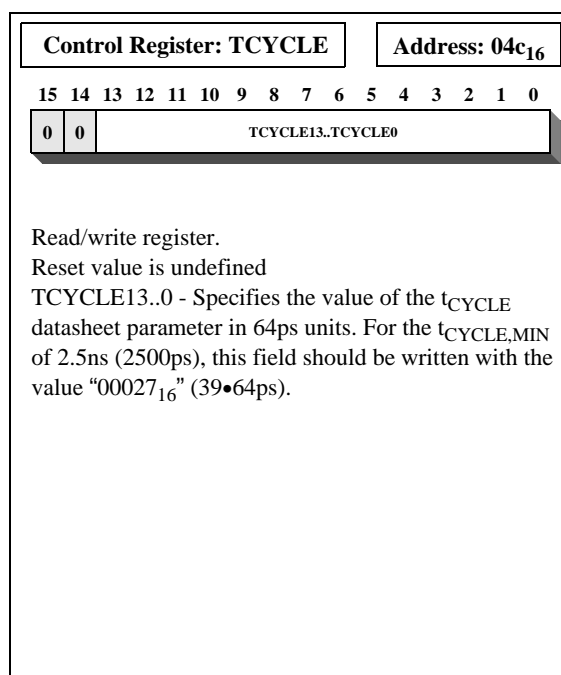 Control Register: TCYCLE Address: 04c₁₆
15 14 13 12 11 10 9 8 7 6 5 4 3 2 1 0
0 0 TCYCLE13..TCYCLE0
Read/write register.
Reset value is undefined
TCYCLE13..0 - Specifies the value of the tCYCLE
datasheet parameter in 64ps units. For the tCYCLE,MIN
of 2.5ns (2500ps), this field should be written with the
value “00027₁₆” (39•64ps).